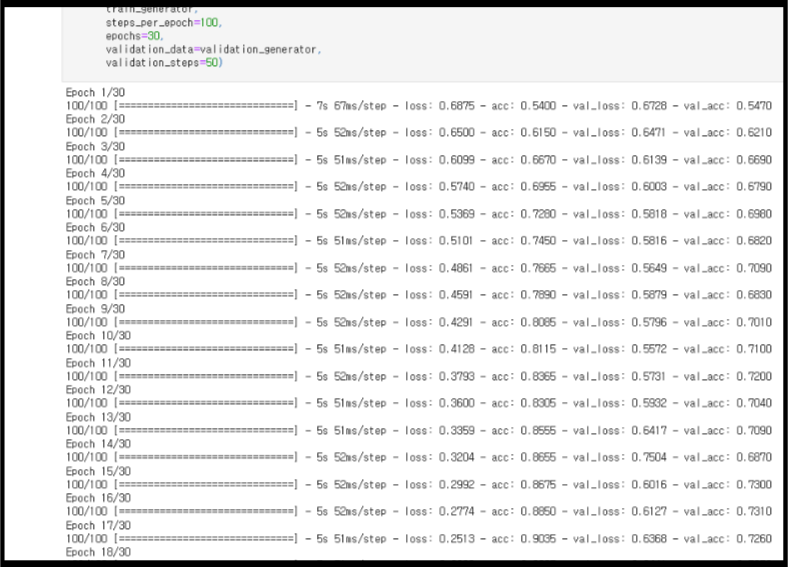 train_generator,
steps_per_epoch=100,
epochs=30,
validation_data=validation_generator,
validation_steps=50)
Epoch 1/30
100/100 [==============================] - 7s 67ms/step - loss: 0.6875 - acc: 0.5400 - val_loss: 0.6728 - val_acc: 0.5470
Epoch 2/30
100/100 [==============================] - 5s 52ms/step - loss: 0.6500 - acc: 0.6150 - val_loss: 0.6471 - val_acc: 0.6210
Epoch 3/30
100/100 [==============================] - 5s 51ms/step - loss: 0.6099 - acc: 0.6670 - val_loss: 0.6139 - val_acc: 0.6690
Epoch 4/30
100/100 [==============================] - 5s 52ms/step - loss: 0.5740 - acc: 0.6955 - val_loss: 0.6003 - val_acc: 0.6790
Epoch 5/30
100/100 [==============================] - 5s 52ms/step - loss: 0.5369 - acc: 0.7280 - val_loss: 0.5818 - val_acc: 0.6980
Epoch 6/30
100/100 [==============================] - 5s 51ms/step - loss: 0.5101 - acc: 0.7450 - val_loss: 0.5816 - val_acc: 0.6820
Epoch 7/30
100/100 [==============================] - 5s 52ms/step - loss: 0.4861 - acc: 0.7665 - val_loss: 0.5649 - val_acc: 0.7090
Epoch 8/30
100/100 [==============================] - 5s 52ms/step - loss: 0.4591 - acc: 0.7890 - val_loss: 0.5879 - val_acc: 0.6830
Epoch 9/30
100/100 [==============================] - 5s 52ms/step - loss: 0.4291 - acc: 0.8085 - val_loss: 0.5796 - val_acc: 0.7010
Epoch 10/30
100/100 [==============================] - 5s 51ms/step - loss: 0.4128 - acc: 0.8115 - val_loss: 0.5572 - val_acc: 0.7100
Epoch 11/30
100/100 [==============================] - 5s 52ms/step - loss: 0.3793 - acc: 0.8365 - val_loss: 0.5731 - val_acc: 0.7200
Epoch 12/30
100/100 [==============================] - 5s 51ms/step - loss: 0.3600 - acc: 0.8305 - val_loss: 0.5932 - val_acc: 0.7040
Epoch 13/30
100/100 [==============================] - 5s 51ms/step - loss: 0.3359 - acc: 0.8555 - val_loss: 0.6417 - val_acc: 0.7090
Epoch 14/30
100/100 [==============================] - 5s 52ms/step - loss: 0.3204 - acc: 0.8655 - val_loss: 0.7504 - val_acc: 0.6870
Epoch 15/30
100/100 [==============================] - 5s 52ms/step - loss: 0.2992 - acc: 0.8675 - val_loss: 0.6016 - val_acc: 0.7300
Epoch 16/30
100/100 [==============================] - 5s 52ms/step - loss: 0.2774 - acc: 0.8850 - val_loss: 0.6127 - val_acc: 0.7310
Epoch 17/30
100/100 [==============================] - 5s 51ms/step - loss: 0.2513 - acc: 0.9035 - val_loss: 0.6368 - val_acc: 0.7260
Epoch 18/30